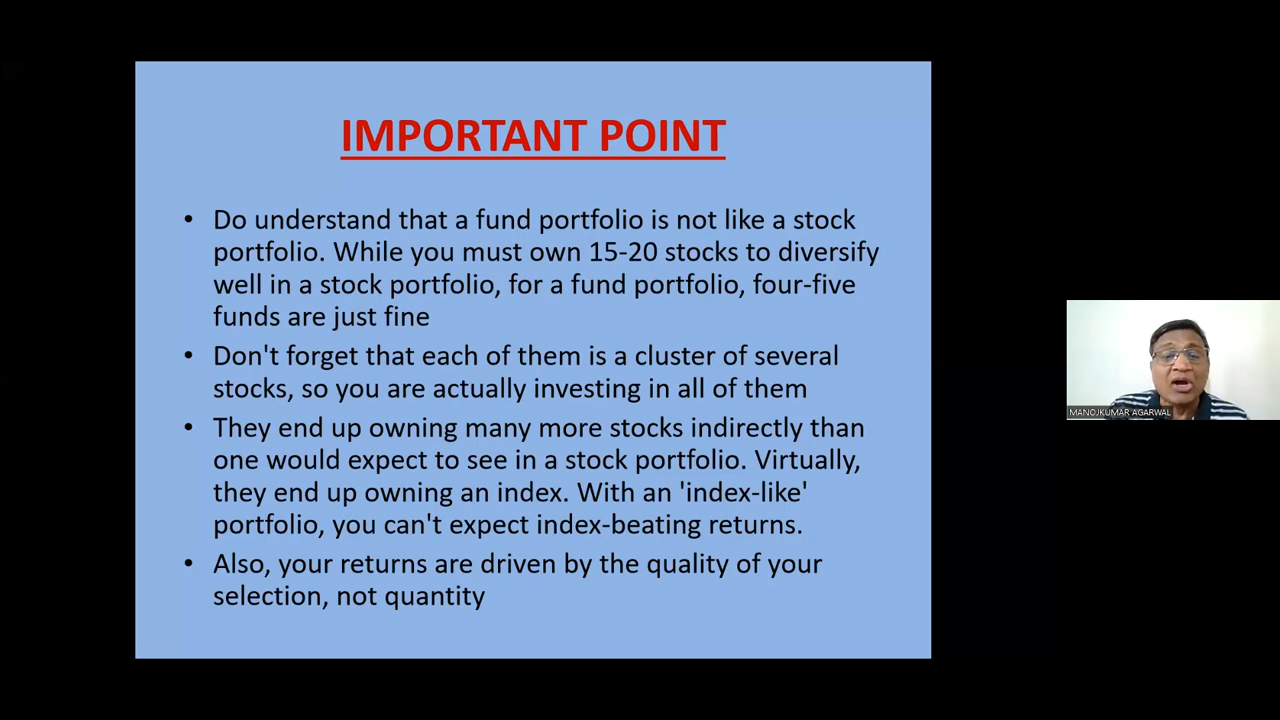 IMPORTANT POINT
• Do understand that a fund portfolio is not like a stock
portfolio. While you must own 15-20 stocks to diversify
well in a stock portfolio, for a fund portfolio, four-five
funds are just fine
• Don't forget that each of them is a cluster of several
stocks, so you are actually investing in all of them
• They end up owning many more stocks indirectly than
one would expect to see in a stock portfolio. Virtually,
they end up owning an index. With an 'index-like'
portfolio, you can't expect index-beating returns.
• Also, your returns are driven by the quality of your
selection, not quantity
MANOJKUMAR AGARWAL